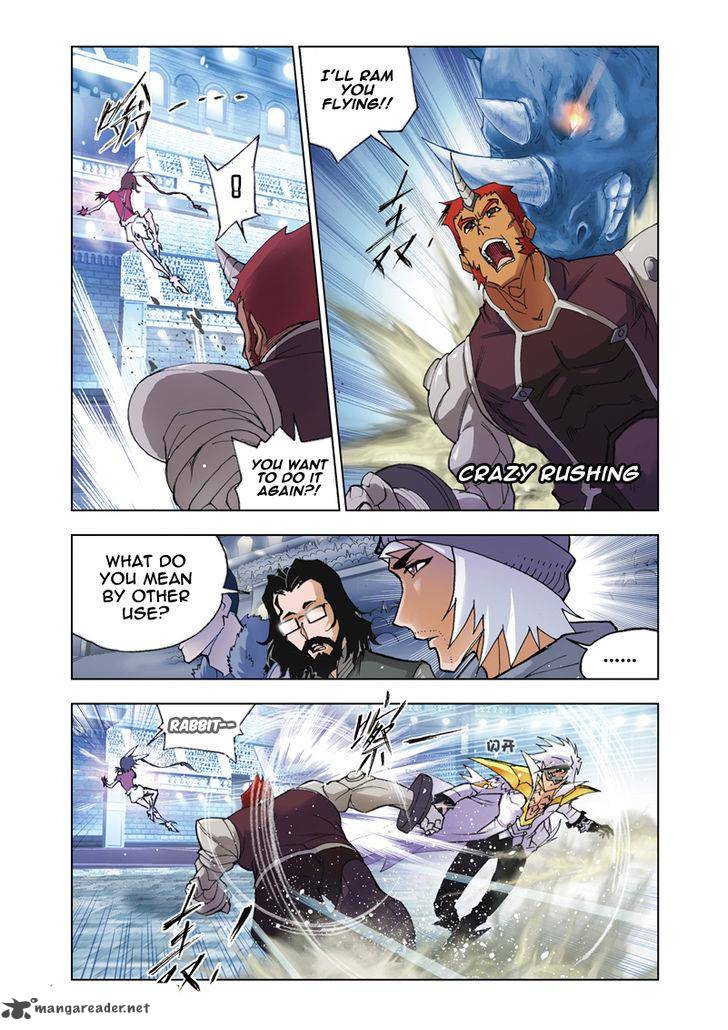 I'LL RAM
YOU
FLYING!!
!
YOU WANT
TO DO IT
AGAIN?!
CRAZY RUSHING
WHAT DO
YOU MEAN
BY OTHER
USE?
......
RABBIT--
闪开
mangareader.net